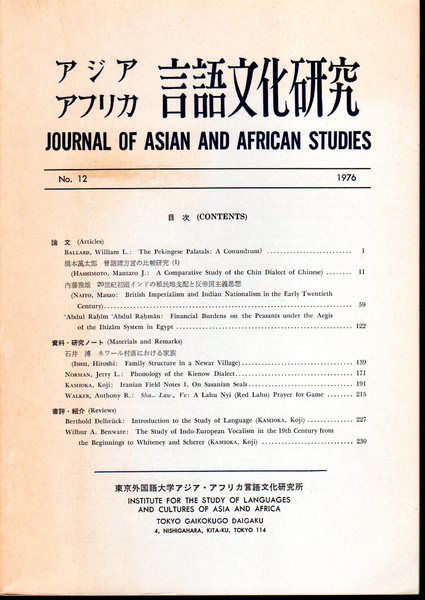 アジア
アフリカ 言語文化研究
JOURNAL OF ASIAN AND AFRICAN STUDIES
No. 12 1976
目 次 (CONTENTS)
論 文 (Articles)
BALLARD, William L.: The Pekingese Palatals: A Conundrum? 1
橋本萬太郎 晉語諸方言の比較研究 (1)
(HASHIMOTO, Mantaro J.: A Comparative Study of the Chin Dialect of Chinese) 11
内藤雅雄 20世紀初頭インドの植民地支配と反帝国主義思想
(NAITO, Masao: British Imperialism and Indian Nationalism in the Early Twentieth
Century) 59
'Abdul Raḥīm 'Abdul Raḥmān: Financial Burdens on the Peasants under the Aegis
of the Iltizām System in Egypt 122
資料・研究ノート (Materials and Remarks)
石井 溥 ネワール村落における家族
(ISHII, Hiroshi: Family Structure in a Newar Village) 139
NORMAN, Jerry L.: Phonology of the Kienow Dialect 171
KAMIOKA, Koji: Iranian Field Notes 1. On Sasanian Seals 191
WALKER, Anthony R.: Sha- Law, Ve: A Lahu Nyi (Red Lahu) Prayer for Game 215
書評・紹介 (Reviews)
Berthold Delbrück: Introduction to the Study of Language (KAMIOKA, Koji) 227
Wilbur A. Benware: The Study of Indo-European Vocalism in the 19th Century from
the Beginnings to Whiteney and Scherer (KAMIOKA, Koji) 230
東京外国語大学アジア・アフリカ言語文化研究所
INSTITUTE FOR THE STUDY OF LANGUAGES
AND CULTURES OF ASIA AND AFRICA
TOKYO GAIKOKUGO DAIGAKU
4, NISHIGAHARA, KITA-KU, TOKYO 114